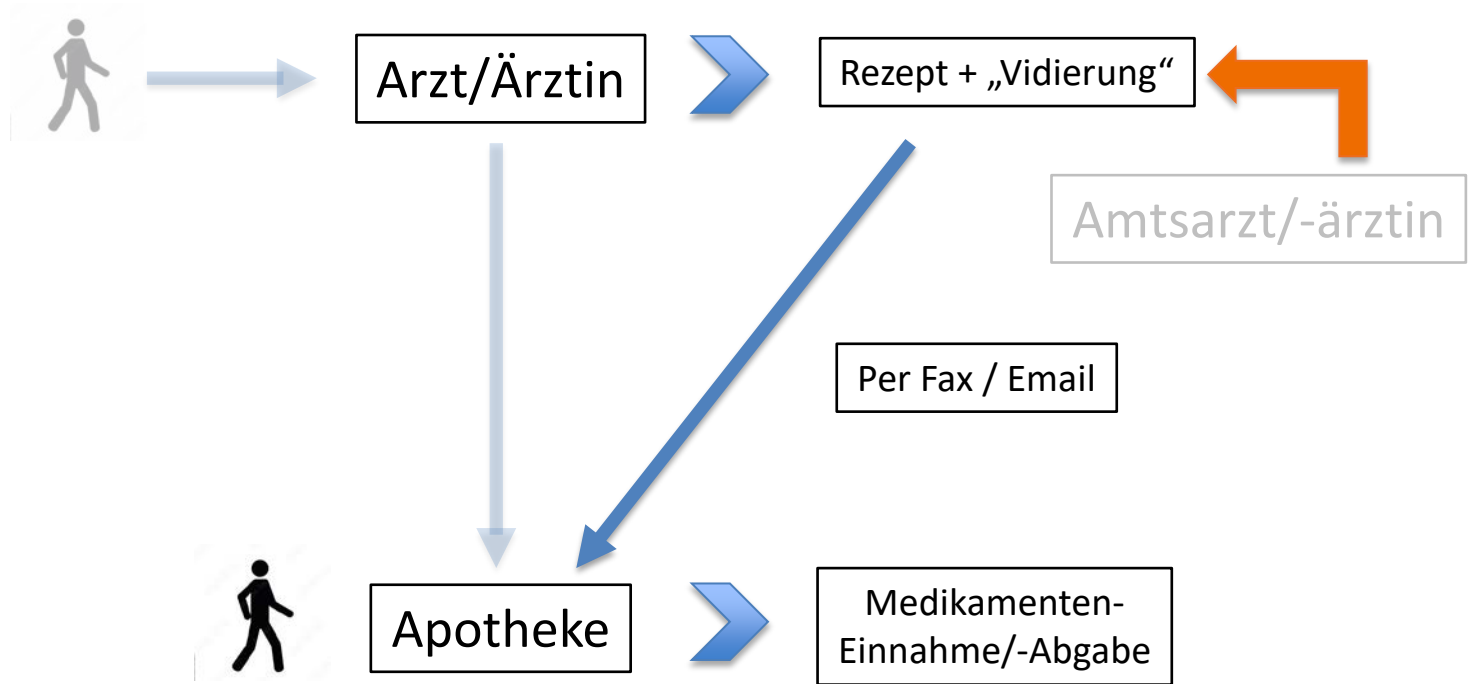 Arzt/Ärztin
Rezept + „Vidierung“
Amtsarzt/-ärztin
Per Fax / Email
Apotheke
Medikamenten-
Einnahme/-Abgabe